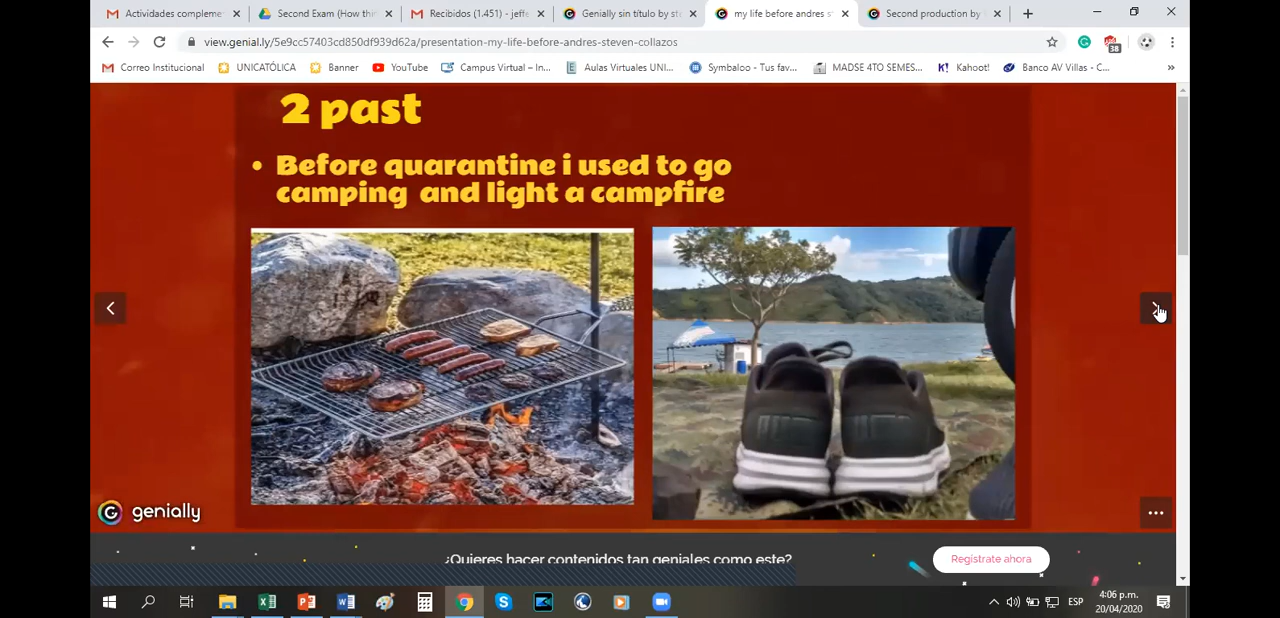 Actividades complemen
Second Exam (How thin
Recibidos (1.451) - jeffe
Genially sin título by ste
my life before andres s
Second production by
view.genial.ly/5e9cc57403cd850df939d62a/presentation-my-life-before-andres-steven-collazos
38
Correo Institucional
UNICATÓLICA
Banner
YouTube
Campus Virtual – In...
Aulas Virtuales UNI...
Symbaloo - Tus fav...
MADSE 4TO SEMES...
K! Kahoot!
Banco AV Villas - C...
»
2 past
• Before quarantine i used to go
camping and light a campfire
genially
¿Quieres hacer contenidos tan geniales como este?
Regístrate ahora
ESP
4:06 p.m.
20/04/2020